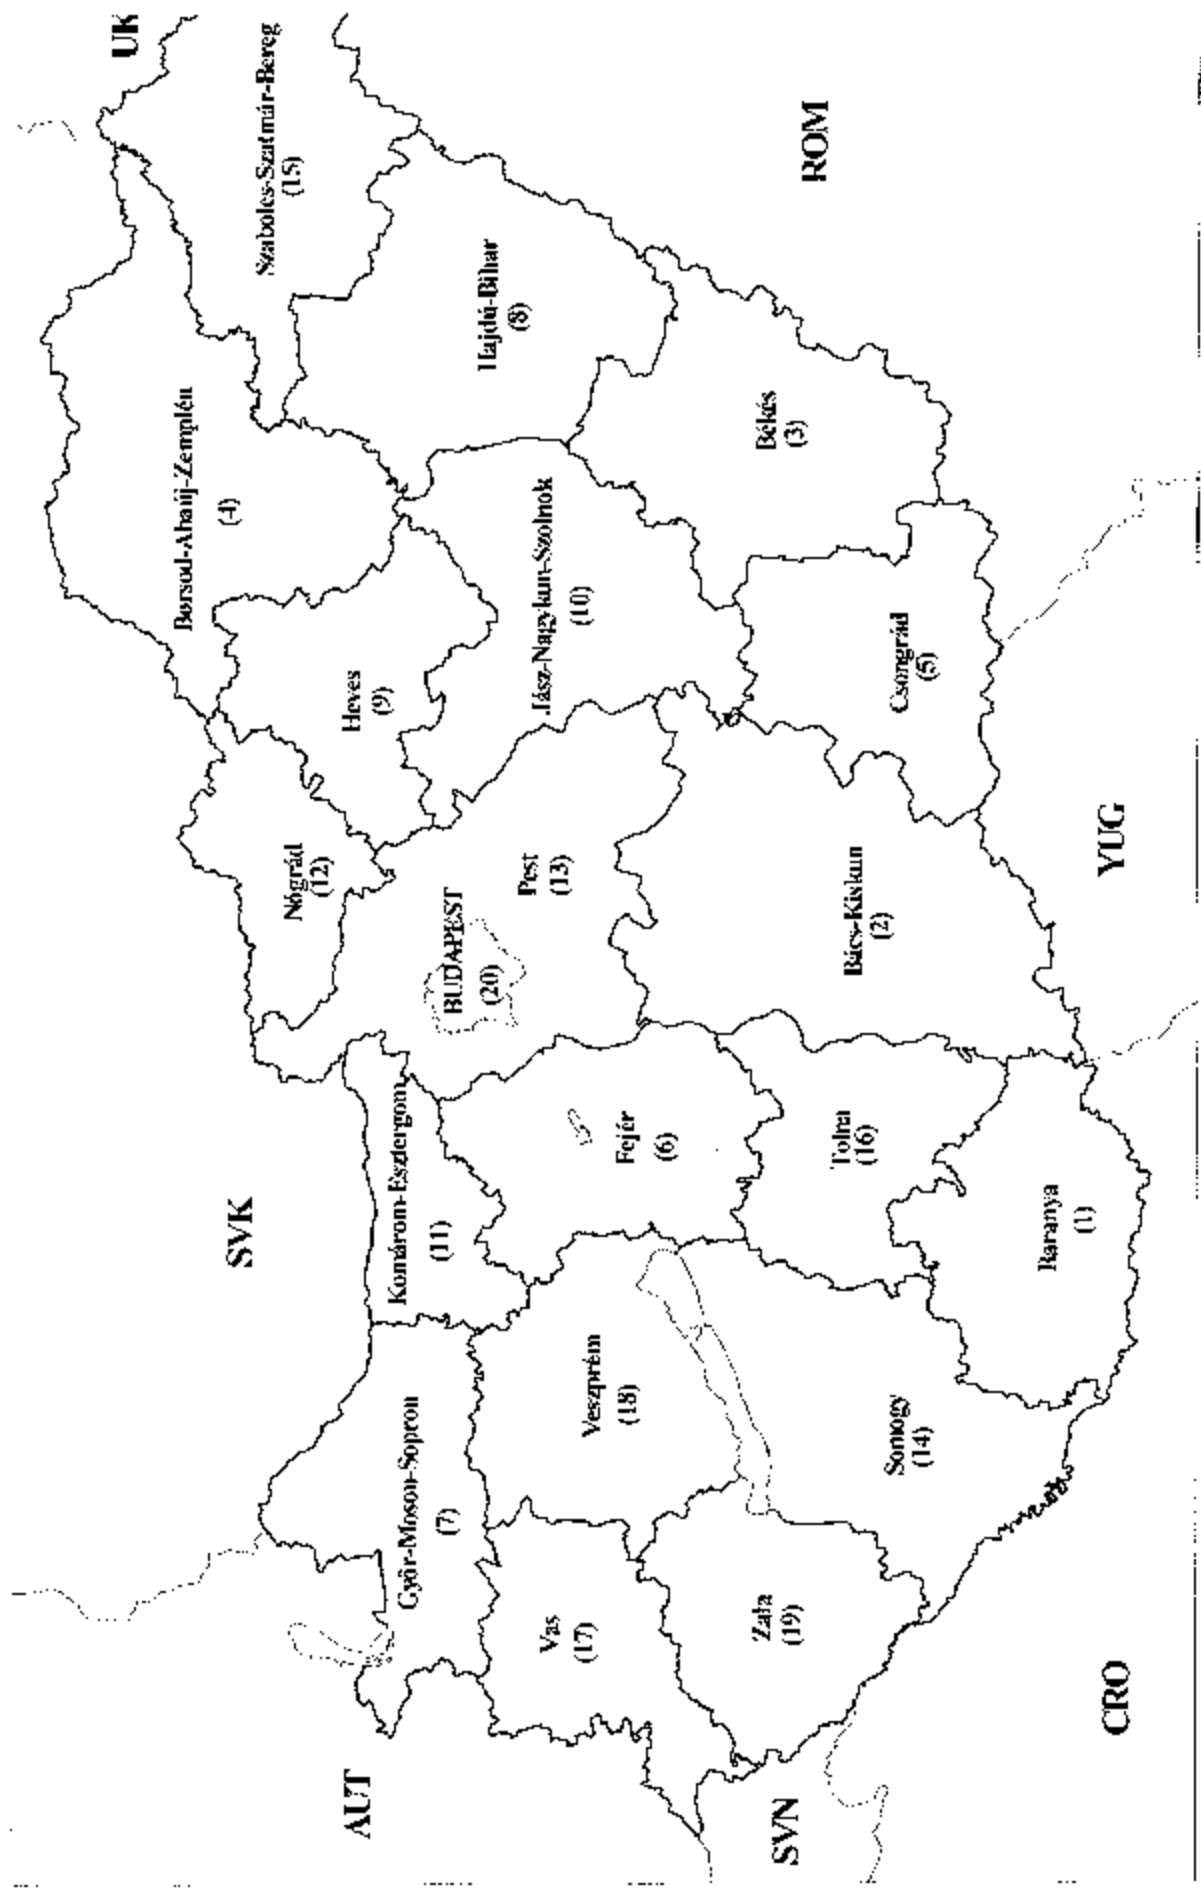 UK
Szabolcs-Szatmár-Bereg
(15)
Borsod-Abaúj-Zemplén
(4)
Hajdú-Bihar
(8)
ROM
Nógrád
(12)
Heves
(9)
Jász-Nagykun-Szolnok
(10)
Békés
(3)
SVK
BUDAPEST
(20)
Pest
(13)
Csongrád
(5)
Komárom-Esztergom
(11)
Fejér
(6)
Bács-Kiskun
(2)
YUG
Győr-Moson-Sopron
(7)
Veszprém
(18)
Tolna
(16)
Baranya
(1)
AUT
Vas
(17)
Zala
(19)
Somogy
(14)
SVN
CRO